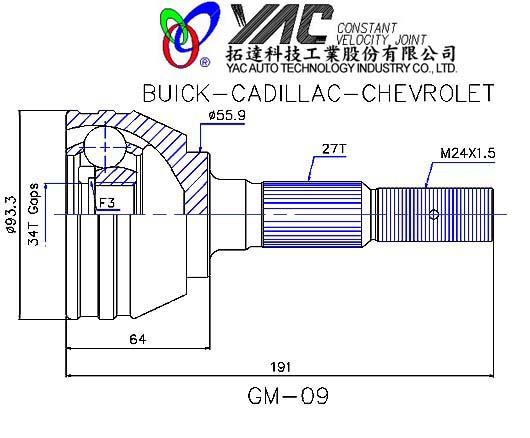 YAC CONSTANT
VELOCITY JOINT
拓達科技工業股份有限公司
® YAC AUTO TECHNOLOGY INDUSTRY CO., LTD.
BUICK-CADILLAC-CHEVROLET
ø55.9
27T
M24X1.5
ø93.3
34T Gaps
F3
64
191
GM-09